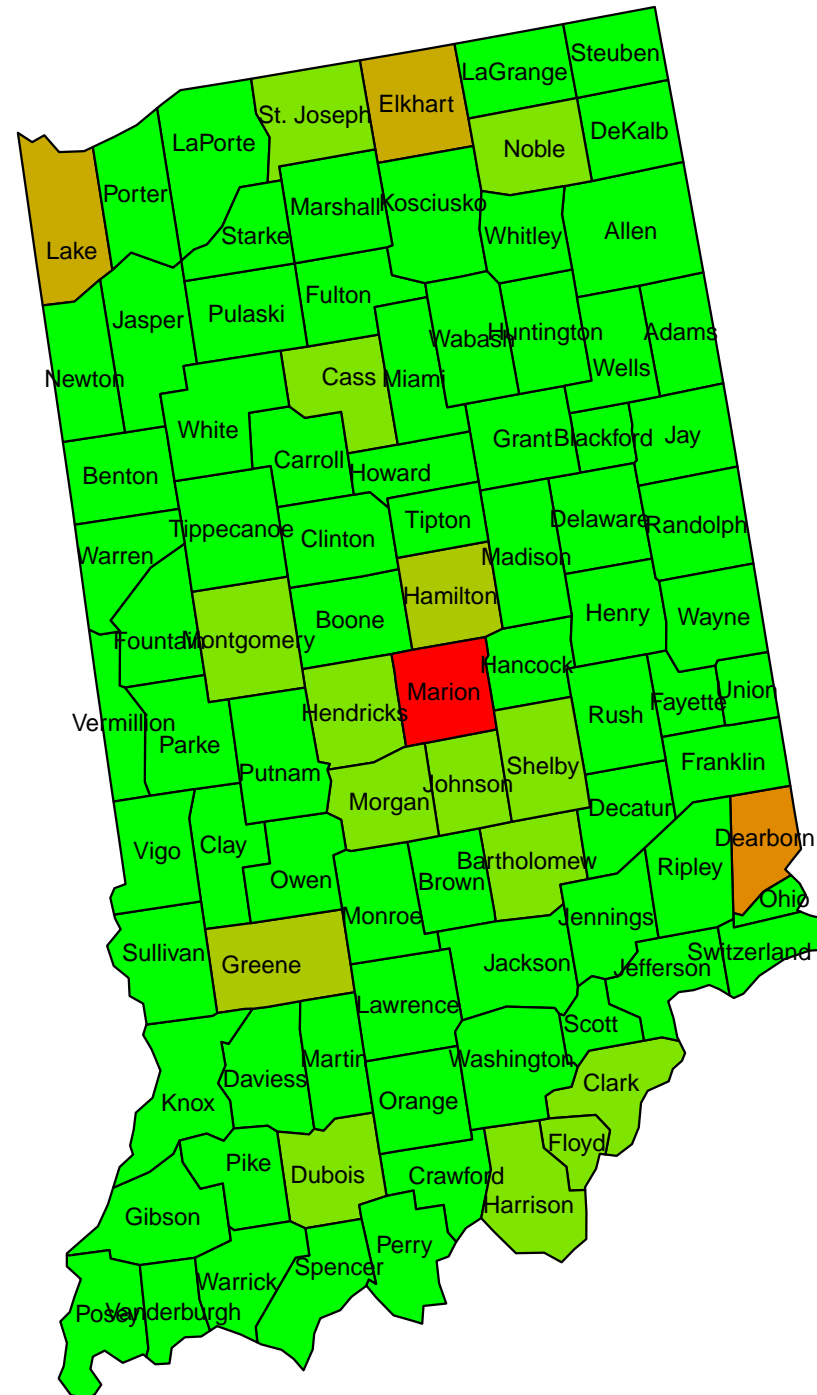 Steuben
LaGrange
Elkhart
St. Joseph
DeKalb
LaPorte
Noble
Porter
Kosciusko
Marshall
Allen
Whitley
Starke
Lake
Fulton
Pulaski
Jasper
Adams
Huntington
Wabash
Wells
Cass
Miami
Newton
Jay
Blackford
Grant
White
Carroll
Howard
Benton
Delaware
Randolph
Tipton
Tippecanoe
Clinton
Madison
Warren
Hamilton
Henry
Wayne
Boone
Fountain
Montgomery
Hancock
Marion
Union
Fayette
Hendricks
Rush
Vermillion
Parke
Franklin
Shelby
Putnam
Johnson
Morgan
Decatur
Dearborn
Clay
Vigo
Bartholomew
Ripley
Owen
Brown
Ohio
Monroe
Jennings
Sullivan
Switzerland
Greene
Jackson
Jefferson
Lawrence
Scott
Martin
Washington
Daviess
Clark
Knox
Orange
Floyd
Pike
Dubois
Crawford
Harrison
Gibson
Perry
Spencer
Warrick
Posey
Vanderburgh